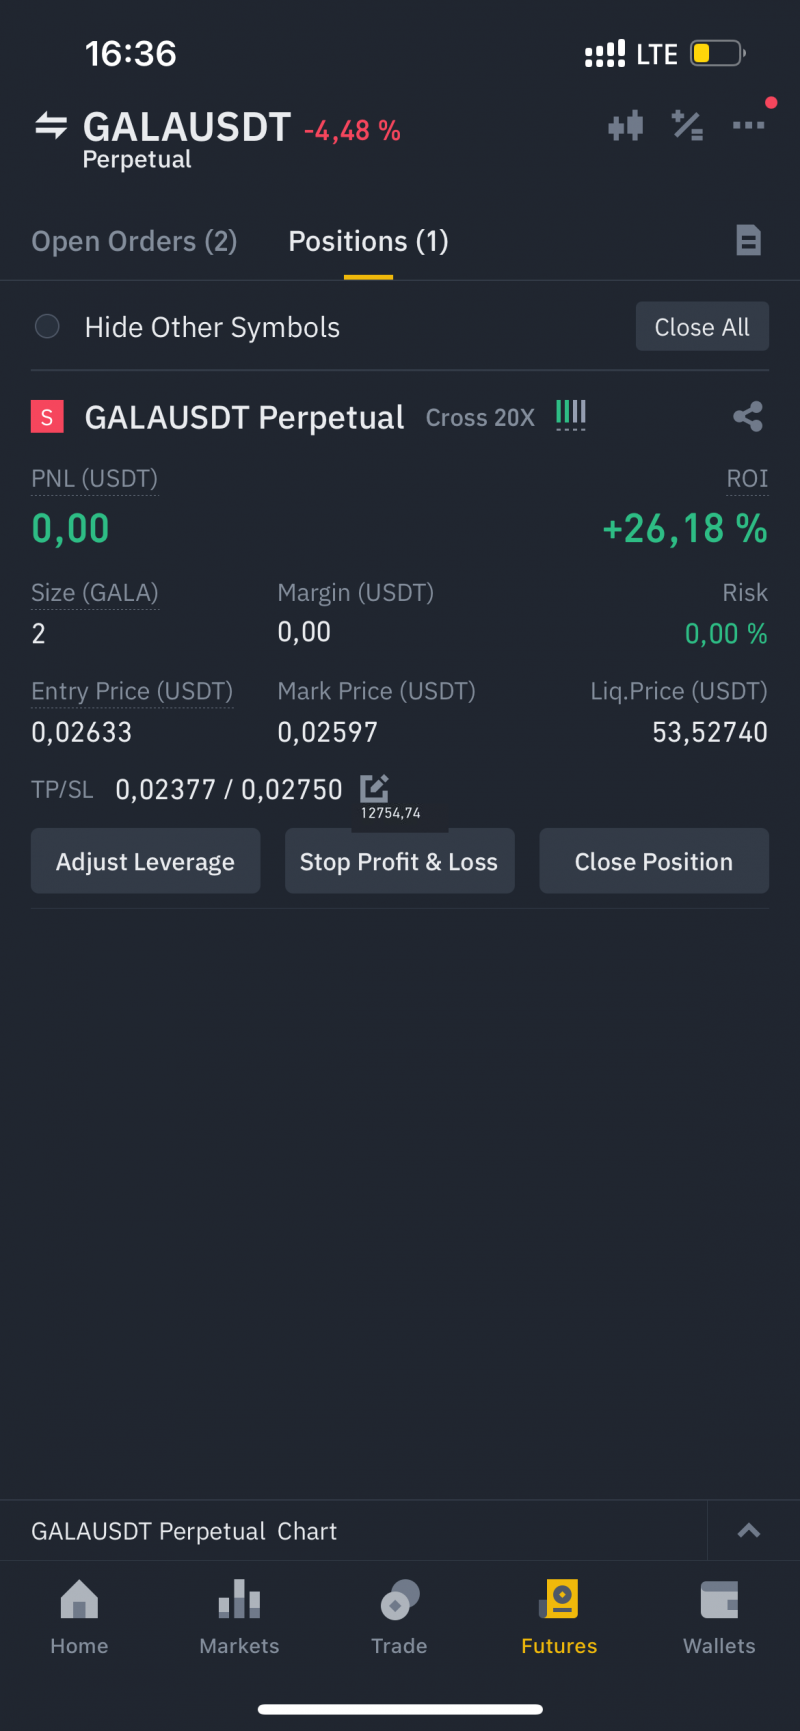 16:36 LTE
GALAUSDT -4,48 %
Perpetual
Open Orders (2) Positions (1)
Hide Other Symbols Close All
S GALAUSDT Perpetual Cross 20X
PNL (USDT) ROI
0,00 +26,18 %
Size (GALA) Margin (USDT) Risk
2 0,00 0,00 %
Entry Price (USDT) Mark Price (USDT) Liq.Price (USDT)
0,02633 0,02597 53,52740
TP/SL 0,02377 / 0,02750
12754,74
Adjust Leverage Stop Profit & Loss Close Position
GALAUSDT Perpetual Chart
Home Markets Trade Futures Wallets